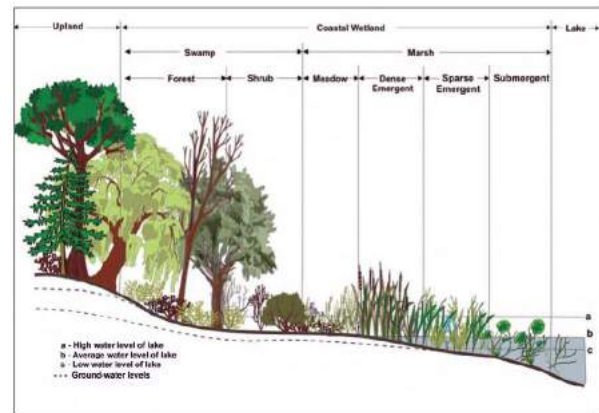 Upland
Coastal Wetland
Lake
Swamp
Marsh
Forest
Shrub
Meadow
Dense Emergent
Sparse Emergent
Submergent
a
b
c
a - High water level of lake
b - Average water level of lake
c - Low water level of lake
--- Ground-water levels